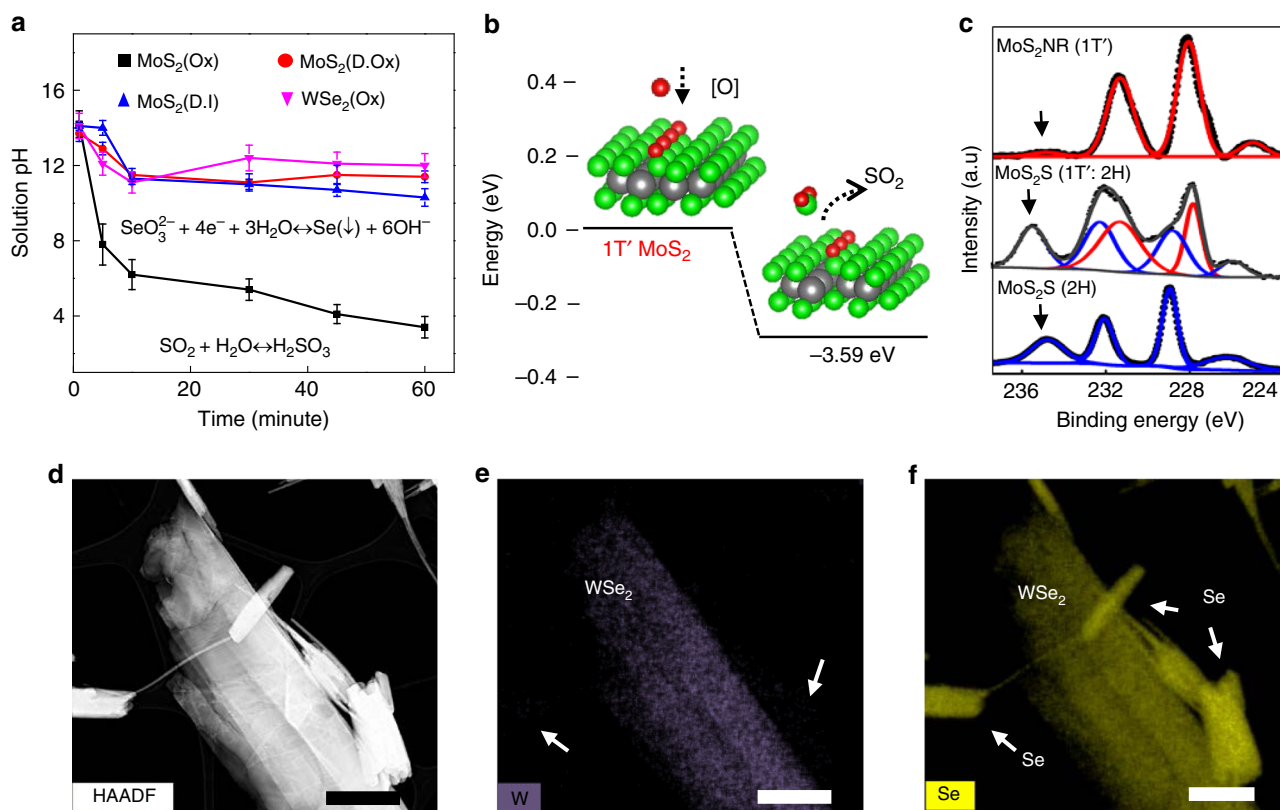 a
16
12
8
4
0
20
40
60
Solution pH
Time (minute)
MoS₂(Ox)
MoS₂(D.Ox)
MoS₂(D.I)
WSe₂(Ox)
SeO₃²⁻ + 4e⁻ + 3H₂O↔Se(↓) + 6OH⁻
SO₂ + H₂O↔H₂SO₃
b
0.4
0.2
0.0
–0.2
–0.4
Energy (eV)
[O]
SO₂
1T′ MoS₂
–3.59 eV
c
MoS₂NR (1T′)
MoS₂S (1T′: 2H)
MoS₂S (2H)
Intensity (a.u)
236
232
228
224
Binding energy (eV)
d
HAADF
e
WSe₂
W
f
WSe₂
Se
Se
Se